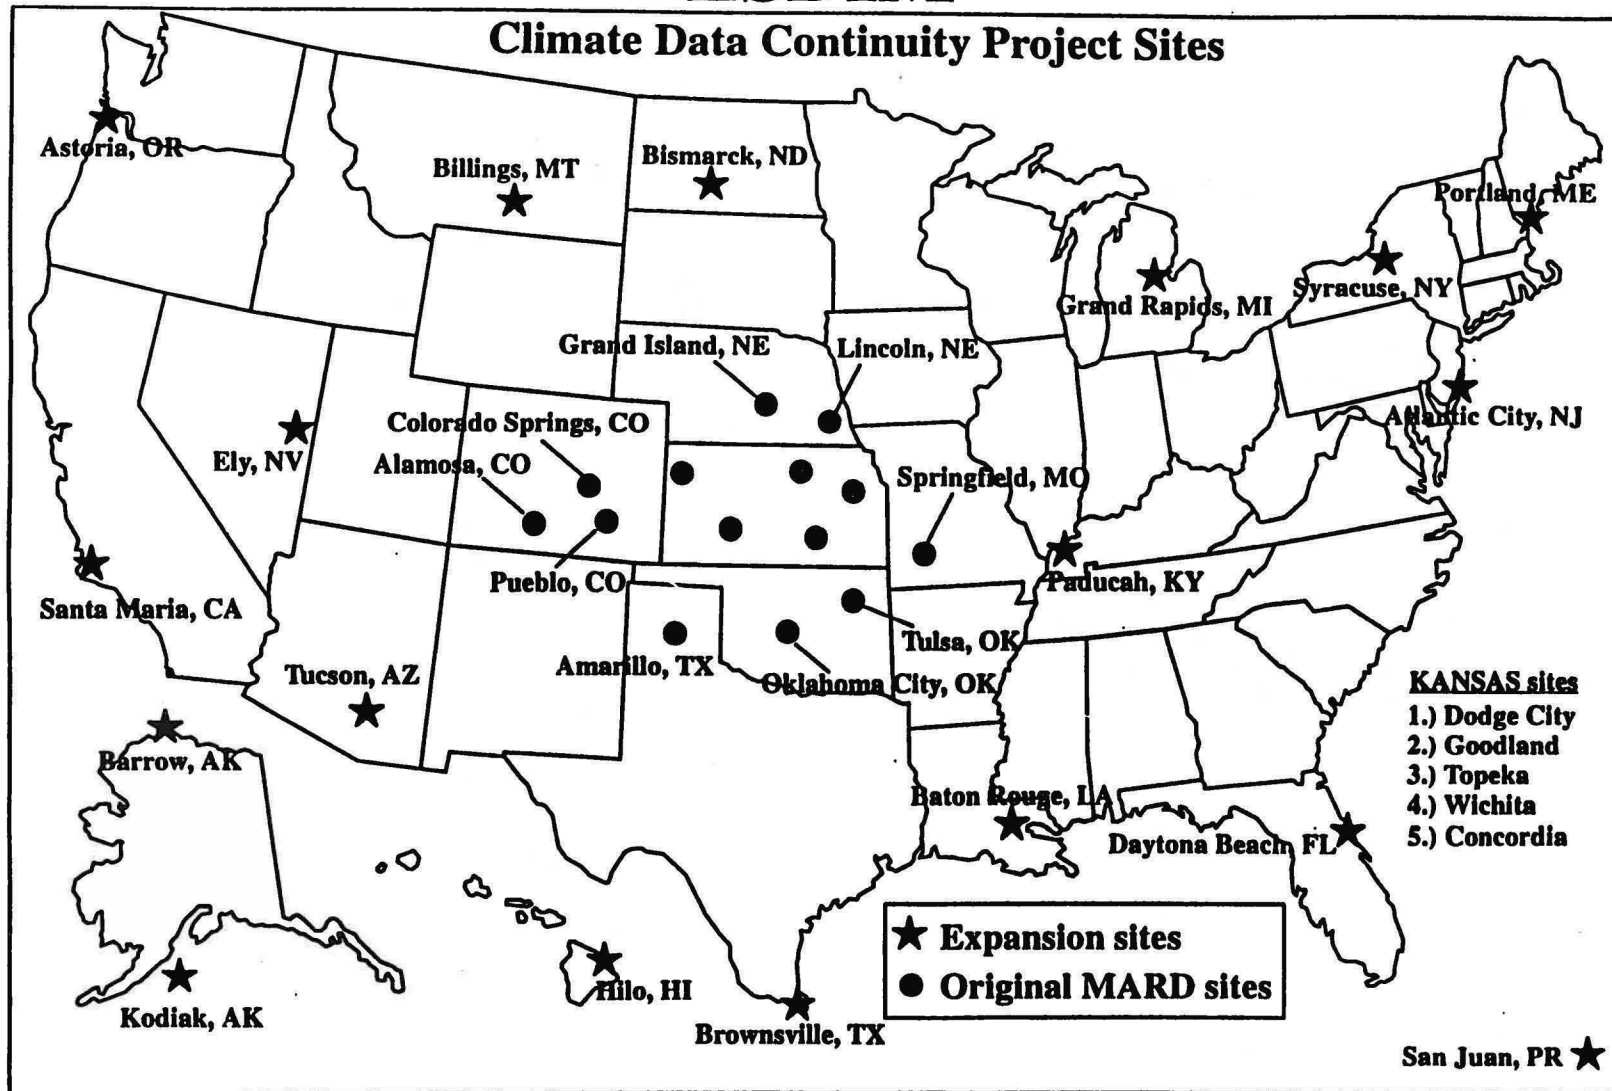 Climate Data Continuity Project Sites
Astoria, OR
Billings, MT
Bismarck, ND
Portland, ME
Syracuse, NY
Grand Rapids, MI
Grand Island, NE
Lincoln, NE
Atlantic City, NJ
Colorado Springs, CO
Ely, NV
Alamosa, CO
Springfield, MO
Pueblo, CO
Paducah, KY
Santa Maria, CA
Tulsa, OK
Amarillo, TX
Tucson, AZ
Oklahoma City, OK
KANSAS sites
1.) Dodge City
2.) Goodland
3.) Topeka
4.) Wichita
5.) Concordia
Barrow, AK
Baton Rouge, LA
Daytona Beach, FL
Expansion sites
Original MARD sites
Hilo, HI
Kodiak, AK
Brownsville, TX
San Juan, PR